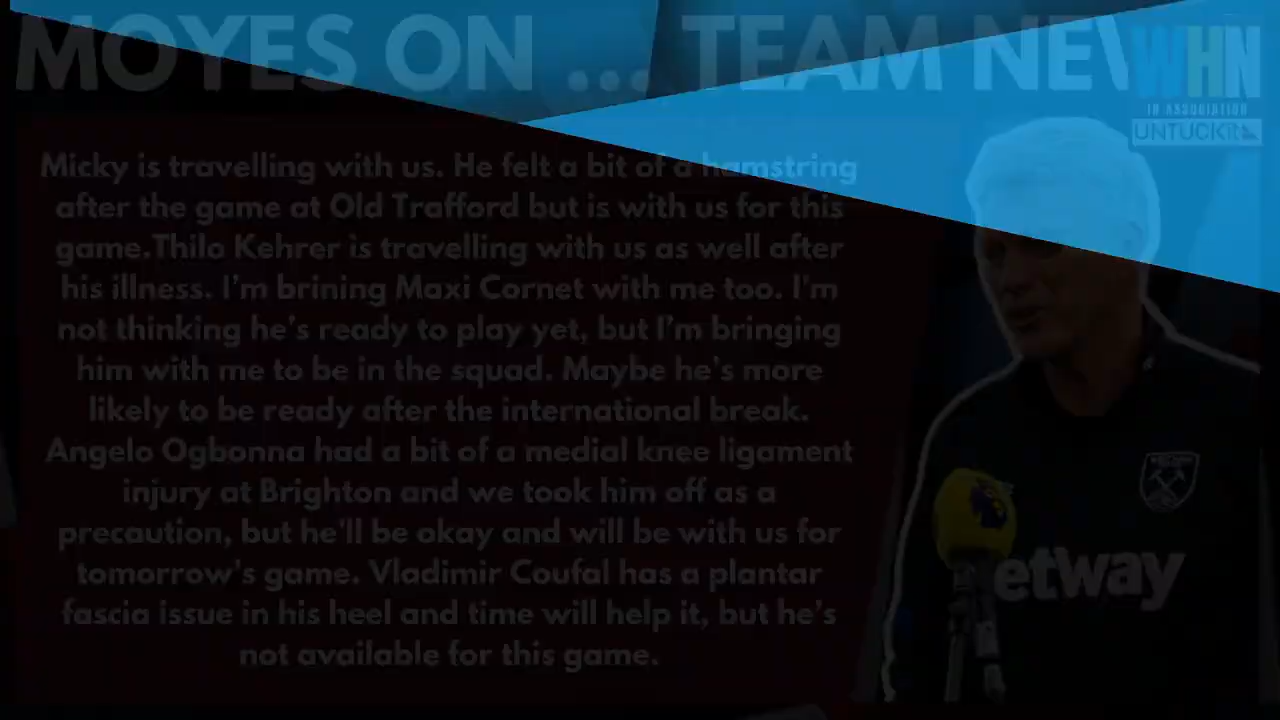 MOYES ON ... TEAM NEW
WHN
IN ASSOCIATION
UNTUCKit
Micky is travelling with us. He felt a bit of a hamstring
after the game at Old Trafford but is with us for this
game.Thilo Kehrer is travelling with us as well after
his illness. I'm brining Maxi Cornet with me too. I'm
not thinking he's ready to play yet, but I'm bringing
him with me to be in the squad. Maybe he's more
likely to be ready after the international break.
Angelo Ogbonna had a bit of a medial knee ligament
injury at Brighton and we took him off as a
precaution, but he'll be okay and will be with us for
tomorrow's game. Vladimir Coufal has a plantar
fascia issue in his heel and time will help it, but he's
not available for this game.
etway